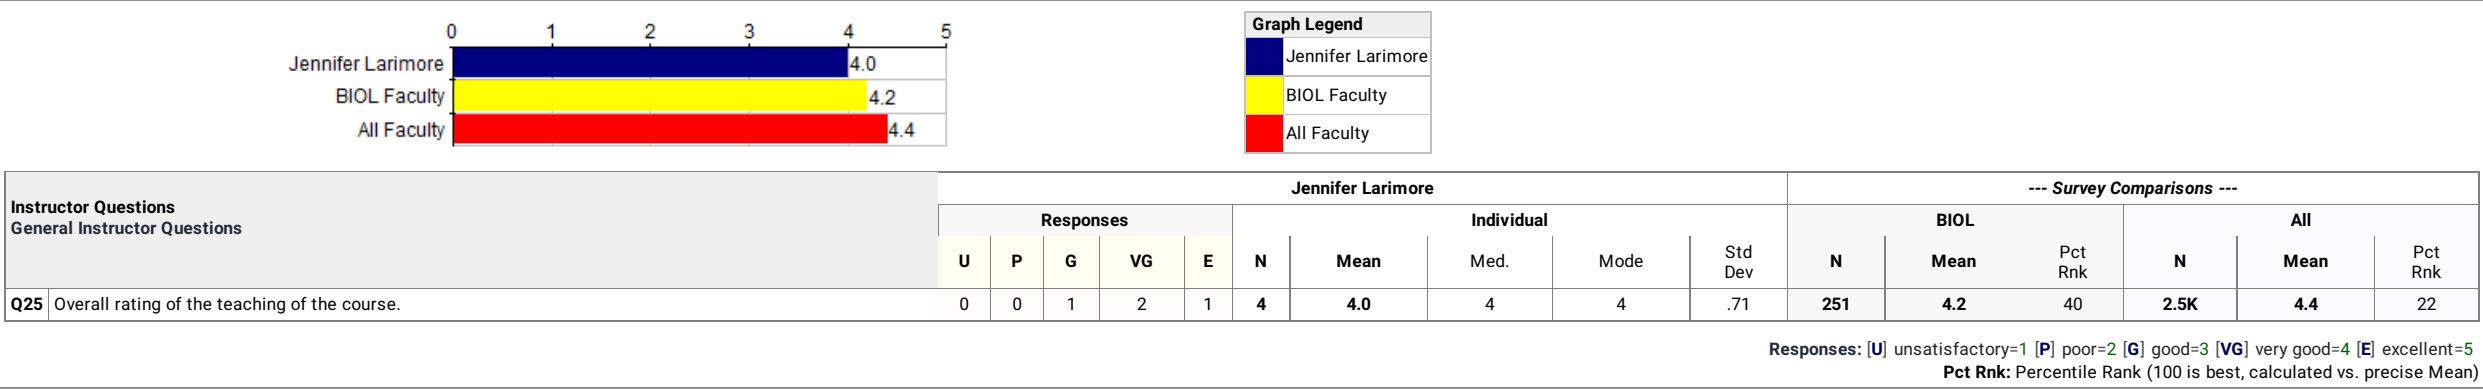 0 1 2 3 4 5
Jennifer Larimore 4.0
BIOL Faculty 4.2
All Faculty 4.4
Graph Legend
Jennifer Larimore
BIOL Faculty
All Faculty
Instructor Questions
General Instructor Questions
Jennifer Larimore --- Survey Comparisons ---
Responses Individual BIOL All
U P G VG E N Mean Med. Mode Std Dev N Mean Pct Rnk N Mean Pct Rnk
Q25 Overall rating of the teaching of the course. 0 0 1 2 1 4 4.0 4 4 .71 251 4.2 40 2.5K 4.4 22
Responses: [U] unsatisfactory=1 [P] poor=2 [G] good=3 [VG] very good=4 [E] excellent=5
Pct Rnk: Percentile Rank (100 is best, calculated vs. precise Mean)